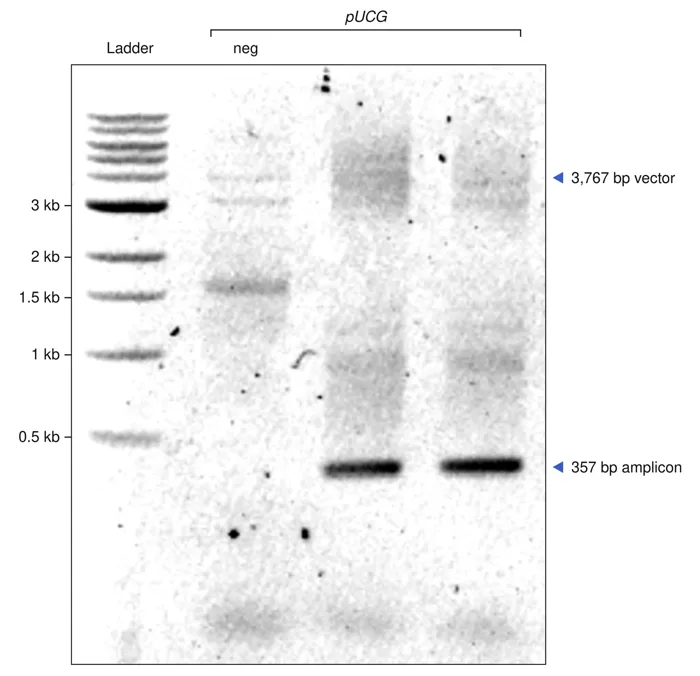 pUCG
Ladder
neg
3,767 bp vector
3 kb
2 kb
1.5 kb
1 kb
0.5 kb
357 bp amplicon